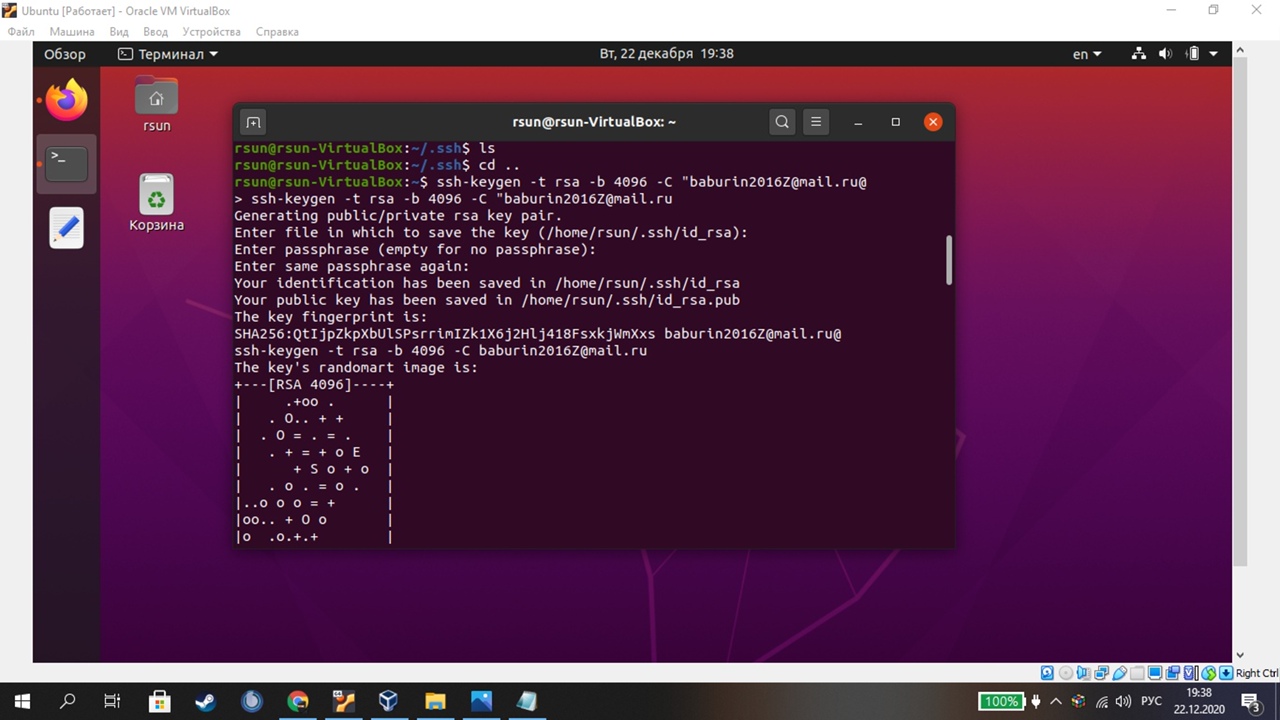 Ubuntu [Работает] - Oracle VM VirtualBox
Файл Машина Вид Ввод Устройства Справка
Обзор Терминал Вт, 22 декабря 19:38 en
rsun
Корзина
rsun@rsun-VirtualBox: ~
rsun@rsun-VirtualBox:~/.ssh$ ls
rsun@rsun-VirtualBox:~/.ssh$ cd ..
rsun@rsun-VirtualBox:~$ ssh-keygen -t rsa -b 4096 -C "baburin2016Z@mail.ru@
> ssh-keygen -t rsa -b 4096 -C "baburin2016Z@mail.ru
Generating public/private rsa key pair.
Enter file in which to save the key (/home/rsun/.ssh/id_rsa):
Enter passphrase (empty for no passphrase):
Enter same passphrase again:
Your identification has been saved in /home/rsun/.ssh/id_rsa
Your public key has been saved in /home/rsun/.ssh/id_rsa.pub
The key fingerprint is:
SHA256:QtIjpZkpXbUlSPsrrimIZk1X6j2Hlj418FsxkjWmXxs baburin2016Z@mail.ru@
ssh-keygen -t rsa -b 4096 -C baburin2016Z@mail.ru
The key's randomart image is:
+---[RSA 4096]----+
|     .+oo .      |
|   . O.. + +     |
|  . O = . = .    |
|   . + = + o E   |
|      + S o + o  |
|   . o . = o .   |
|..o o o = +      |
|oo.. + O o       |
|o  .o.+.+        |
Right Ctrl
100% РУС 19:38
22.12.2020
3